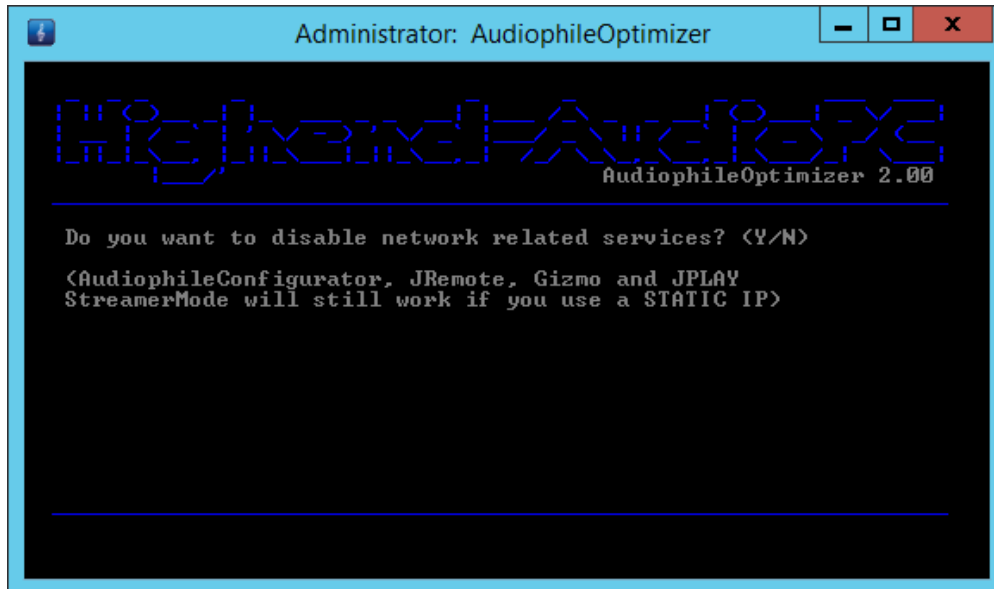 Administrator: AudiophileOptimizer
Highend-AudioPC
AudiophileOptimizer 2.00
Do you want to disable network related services? (Y/N)
(AudiophileConfigurator, JRemote, Gizmo and JPLAY
StreamerMode will still work if you use a STATIC IP)